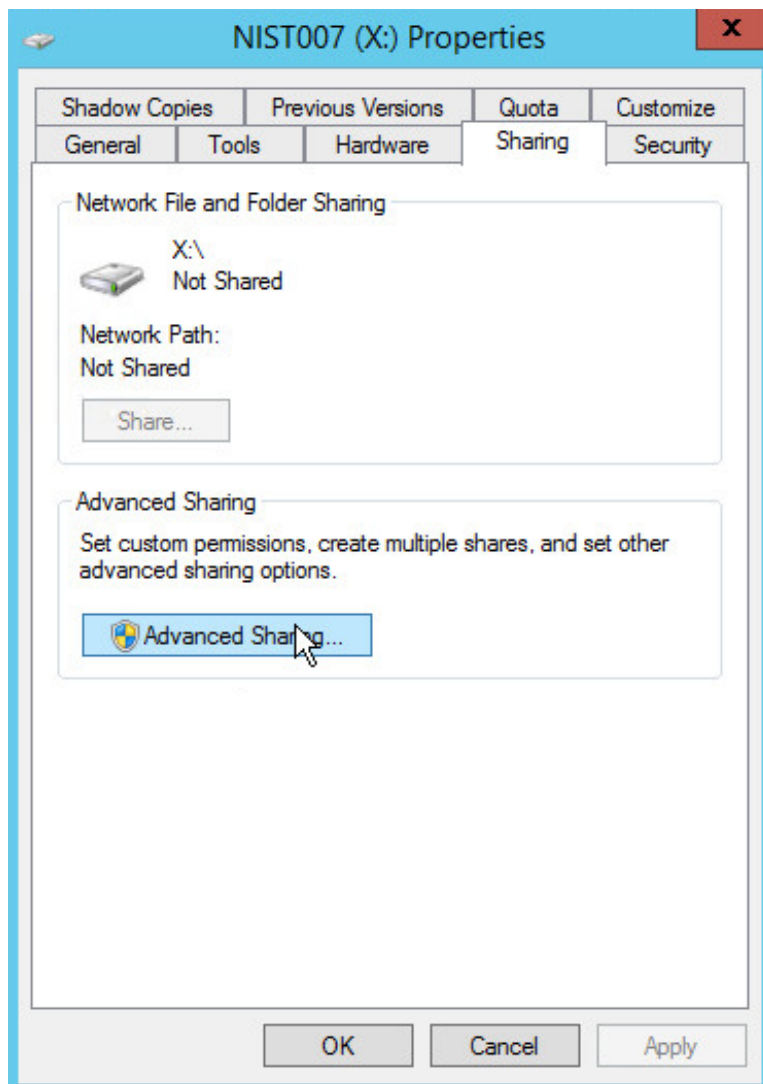 NIST007 (X:) Properties
x
Shadow Copies
Previous Versions
Quota
Customize
General
Tools
Hardware
Sharing
Security
Network File and Folder Sharing
X:\
Not Shared
Network Path:
Not Shared
Share...
Advanced Sharing
Set custom permissions, create multiple shares, and set other
advanced sharing options.
Advanced Sharing...
OK
Cancel
Apply